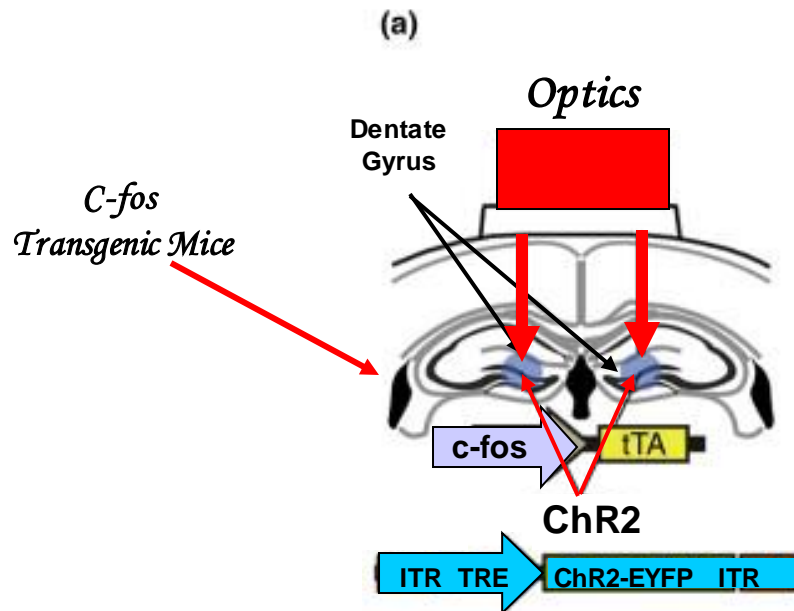 (a)
Optics
Dentate
Gyrus
C-fos
Transgenic Mice
c-fos
tTA
ChR2
ITR TRE ChR2-EYFP ITR